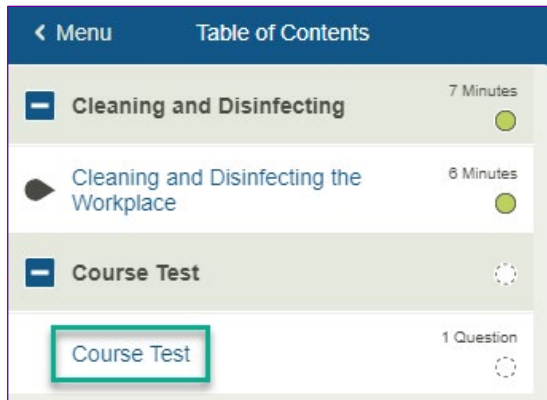 Menu Table of Contents
Cleaning and Disinfecting 7 Minutes
Cleaning and Disinfecting the 6 Minutes
Workplace
Course Test
Course Test 1 Question